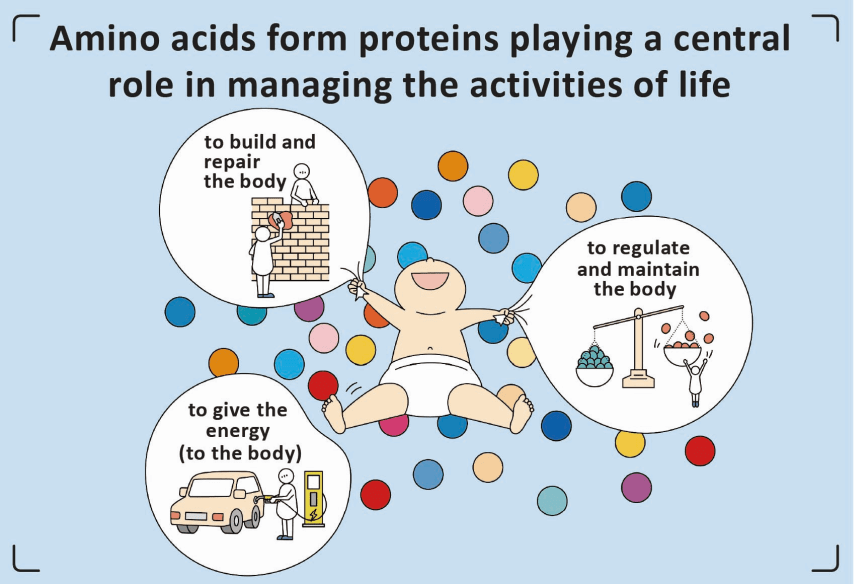 Amino acids form proteins playing a central
role in managing the activities of life
to build and
repair
the body
to regulate
and maintain
the body
to give the
energy
(to the body)